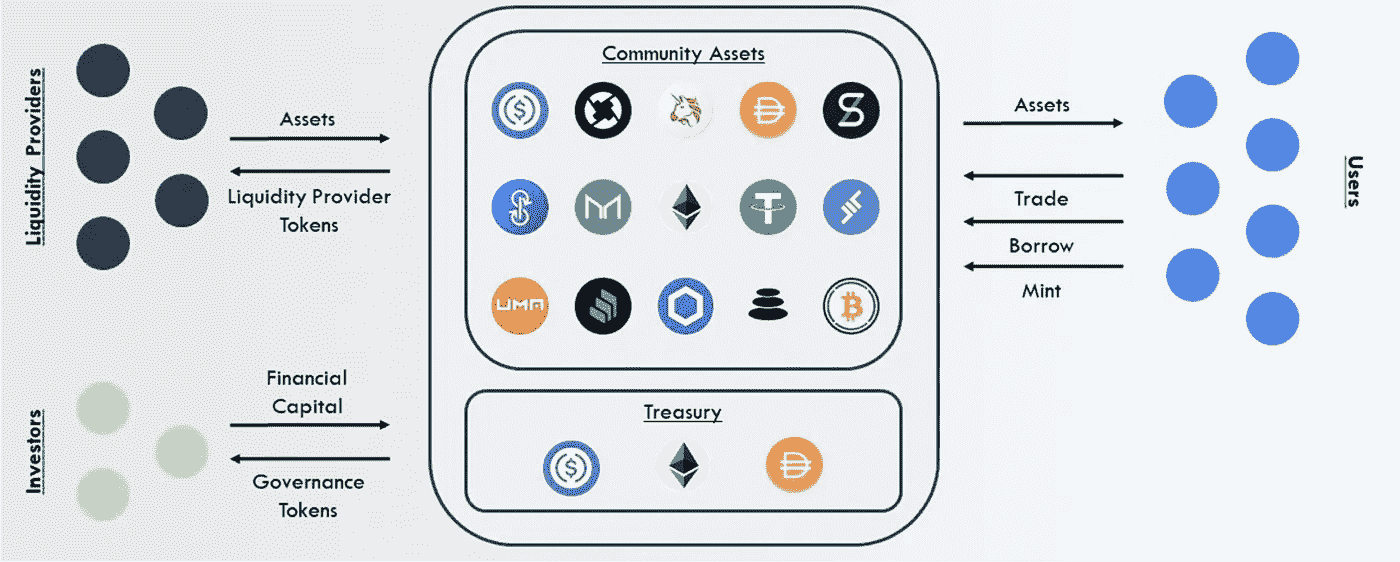 Liquidity Providers
Assets
Liquidity Provider
Tokens
Investors
Financial
Capital
Governance
Tokens
Community Assets
UMA
Treasury
Assets
Trade
Borrow
Mint
Users